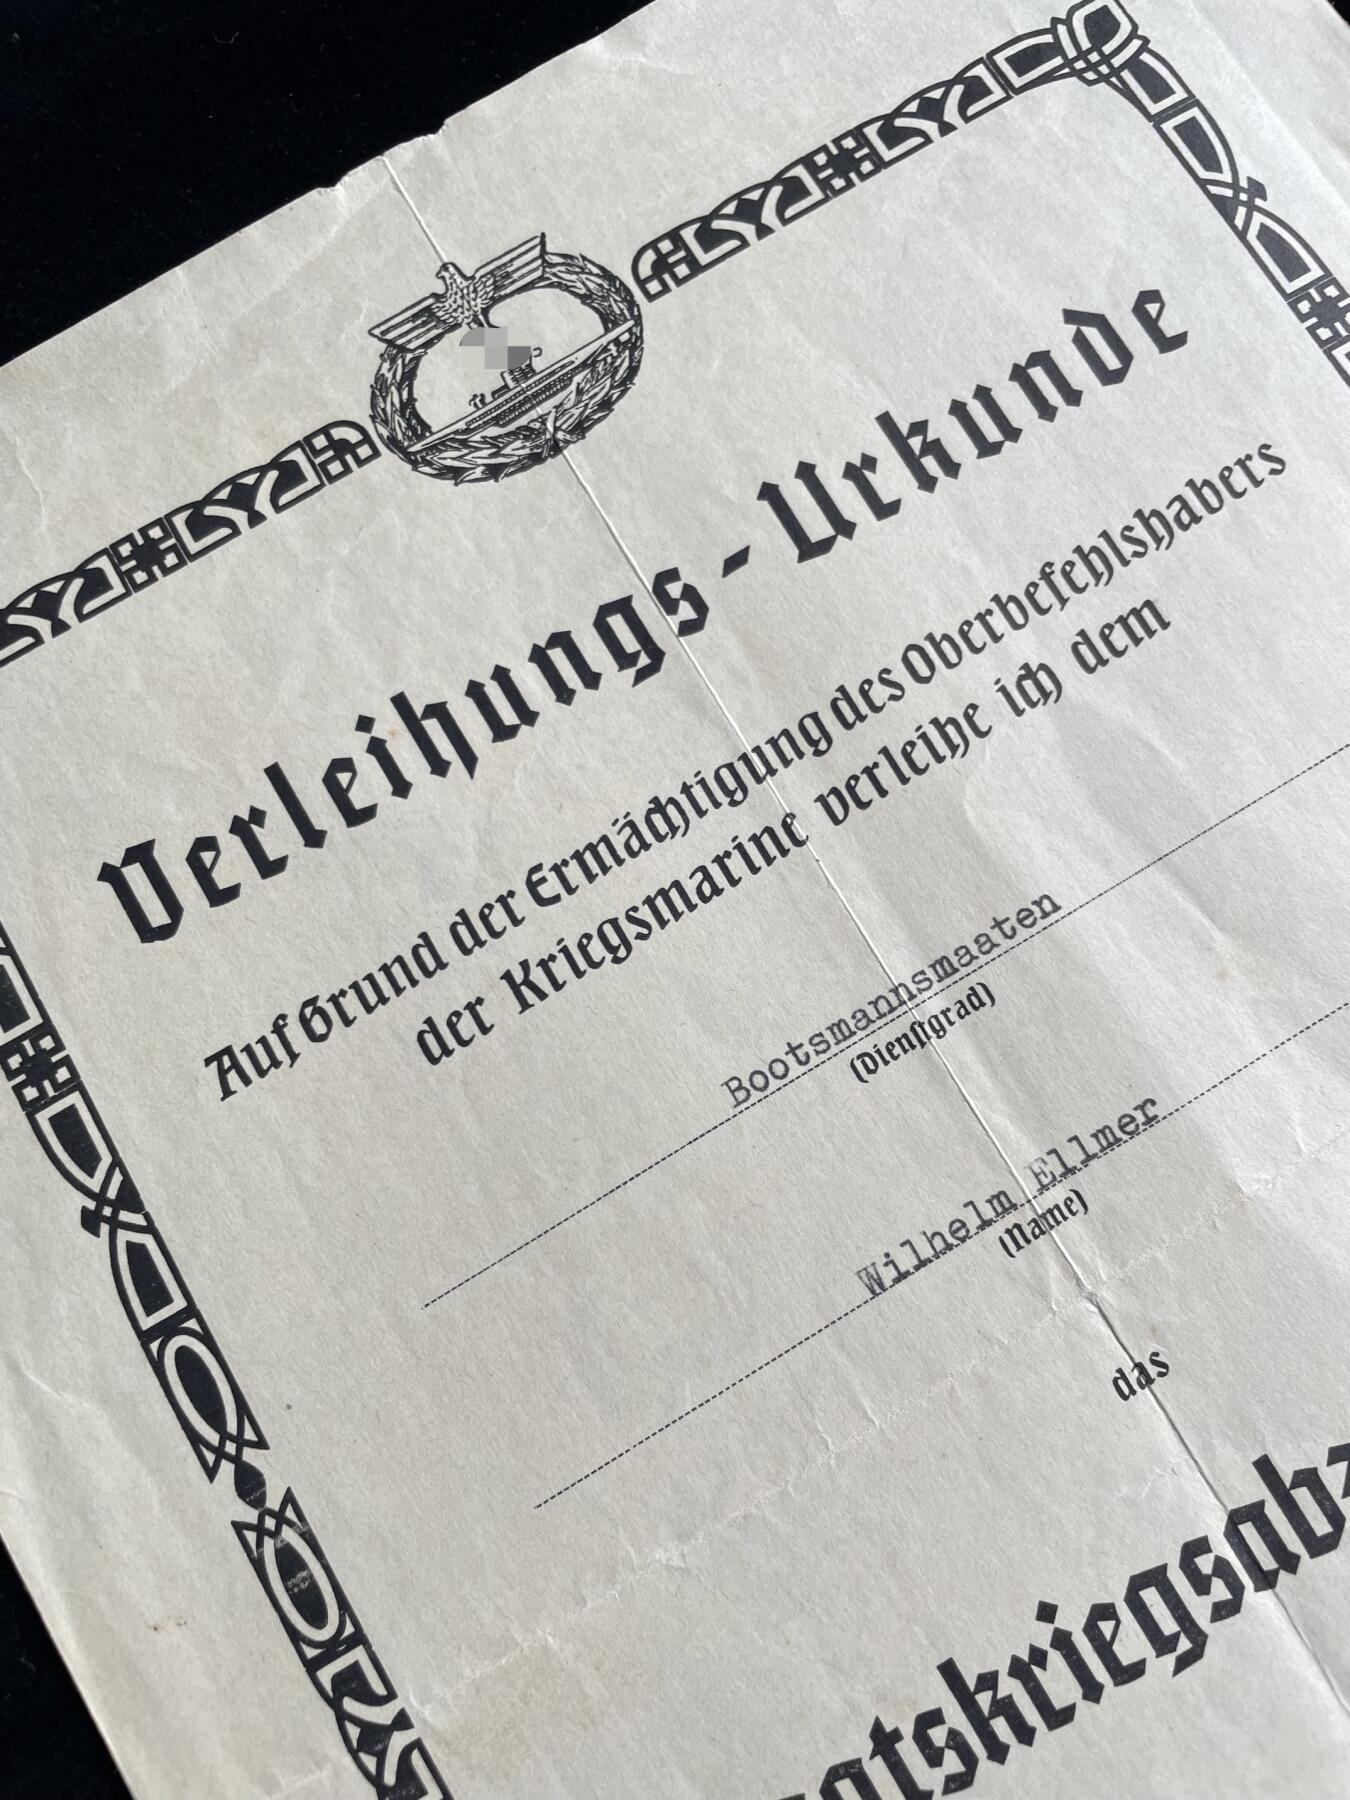 Verleihungs-Urkunde
Auf Grund der Ermächtigung des Oberbefehlshabers
der Kriegsmarine verleihe ich dem
Bootsmannsmaaten
(Dienstgrad)
Wilhelm Ellmer
(Name)
das